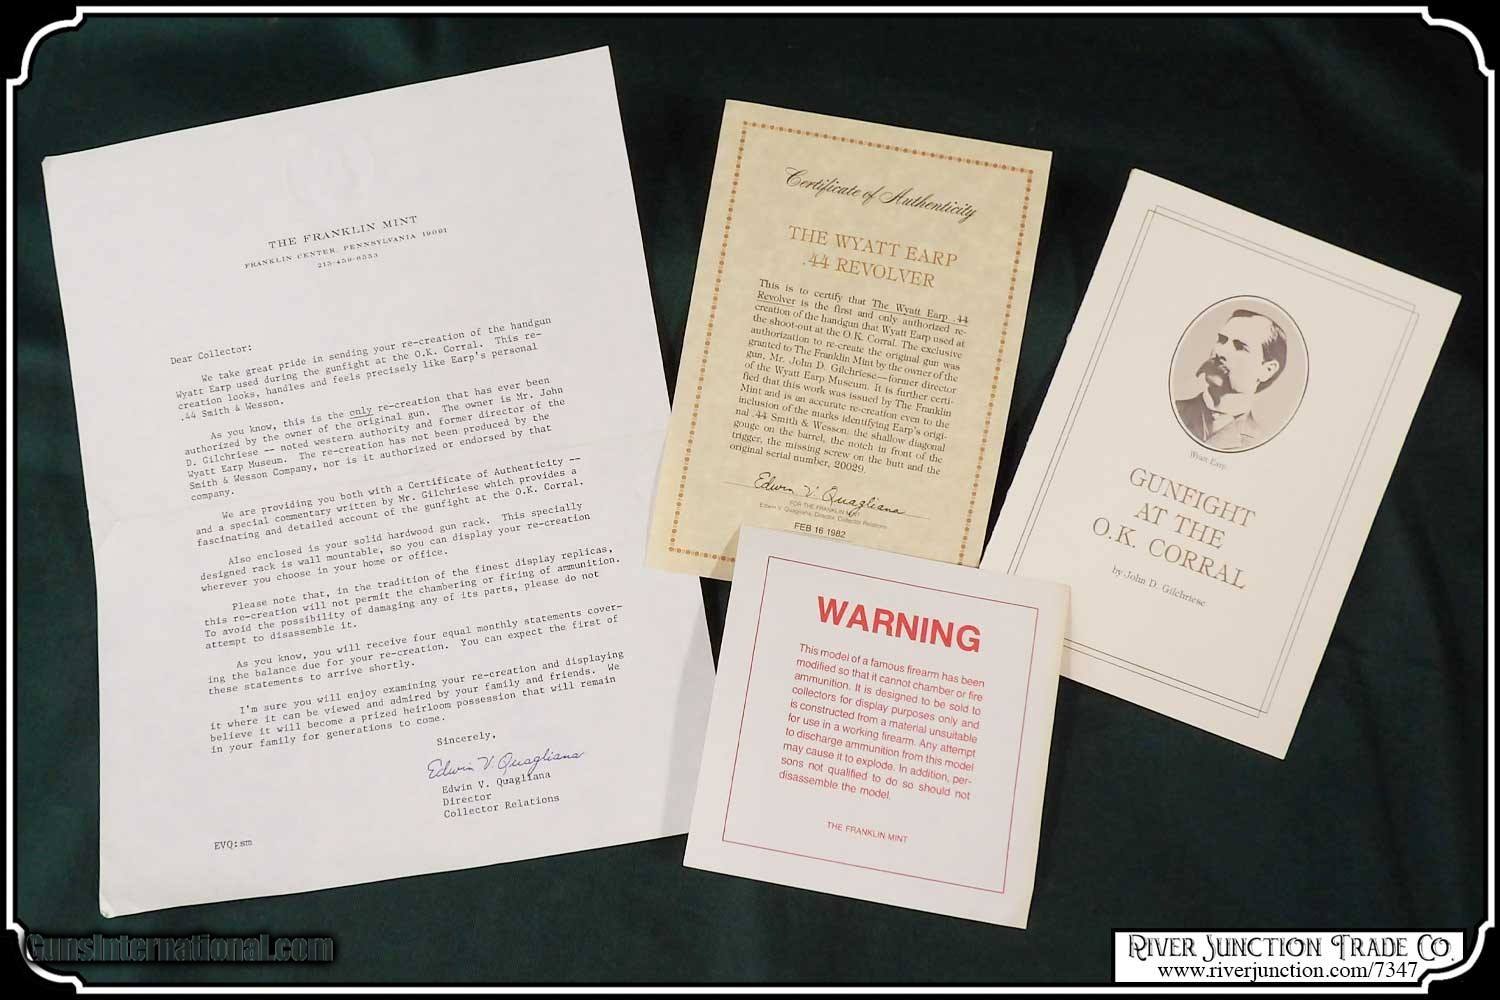 THE FRANKLIN MINT
FRANKLIN CENTER, PENNSYLVANIA 19091
215-459-6553
Dear Collector:
We take great pride in sending your re-creation of the handgun
Wyatt Earp used during the gunfight at the O.K. Corral. This re-
creation looks, handles and feels precisely like Earp's personal
.44 Smith & Wesson.
As you know, this is the only re-creation that has ever been
authorized by the owner of the original gun. The owner is Mr. John
D. Gilchriese -- noted western authority and former director of the
Wyatt Earp Museum. The re-creation has not been produced by the
Smith & Wesson Company, nor is it authorized or endorsed by that
company.
We are providing you both with a Certificate of Authenticity --
and a special commentary written by Mr. Gilchriese which provides a
fascinating and detailed account of the gunfight at the O.K. Corral.
Also enclosed is your solid hardwood gun rack. This specially
designed rack is wall mountable, so you can display your re-creation
wherever you choose in your home or office.
Please note that, in the tradition of the finest display replicas,
this re-creation will not permit the chambering or firing of ammunition.
To avoid the possibility of damaging any of its parts, please do not
attempt to disassemble it.
As you know, you will receive four equal monthly statements cover-
ing the balance due for your re-creation. You can expect the first of
these statements to arrive shortly.
I'm sure you will enjoy examining your re-creation and displaying
it where it can be viewed and admired by your family and friends. We
believe it will become a prized heirloom possession that will remain
in your family for generations to come.
Sincerely,
Edwin V. Quagliana
Edwin V. Quagliana
Director
Collector Relations
EVQ:sm
Certificate of Authenticity
THE WYATT EARP
.44 REVOLVER
This is to certify that The Wyatt Earp .44
Revolver is the first and only authorized re-
creation of the handgun that Wyatt Earp used at
the shoot-out at the O.K. Corral. The exclusive
authorization to re-create the original gun was
granted to The Franklin Mint by the owner of the
gun, Mr. John D. Gilchriese—former director
of the Wyatt Earp Museum. It is further certi-
fied that this work was issued by The Franklin
Mint and is an accurate re-creation even to the
inclusion of the marks identifying Earp's origi-
nal .44 Smith & Wesson: the shallow diagonal
gouge on the barrel, the notch in front of the
trigger, the missing screw on the butt and the
original serial number, 20029.
Edwin V. Quagliana
FOR THE FRANKLIN MINT
Edwin V. Quagliana, Director, Collector Relations
FEB 16 1982
WARNING
This model of a famous firearm has been
modified so that it cannot chamber or fire
ammunition. It is designed to be sold to
collectors for display purposes only and
is constructed from a material unsuitable
for use in a working firearm. Any attempt
to discharge ammunition from this model
may cause it to explode. In addition, per-
sons not qualified to do so should not
disassemble the model.
THE FRANKLIN MINT
Wyatt Earp
GUNFIGHT
AT THE
O.K. CORRAL
by John D. Gilchriese
GunsInternational.com
RIVER JUNCTION TRADE CO.
www.riverjunction.com/7347